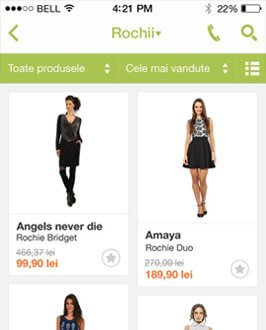 BELL 4:21 PM 22%
Rochii
Toate produsele Cele mai vandute
Angels never die
Rochie Bridget
466,37 lei
99,90 lei
Amaya
Rochie Duo
270,00 lei
189,90 lei